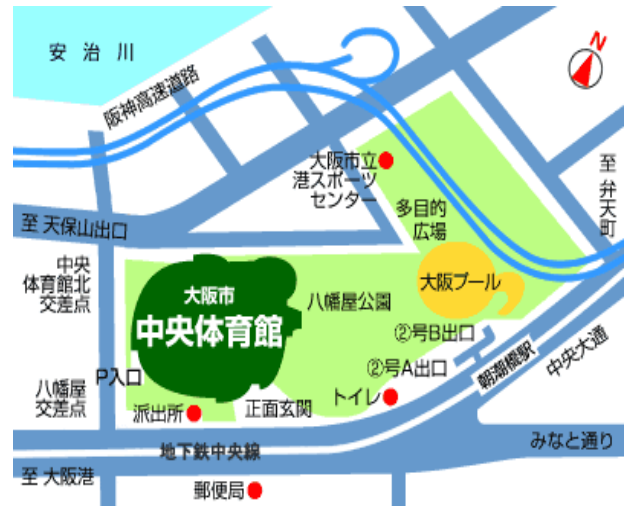 安治川
阪神高速道路
N
大阪市立
港スポーツ
センター
至弁天町
多目的
広場
至 天保山出口
中央
体育館北
交差点
大阪市
中央体育館
八幡屋公園
大阪プール
②号B出口
②号A出口
朝潮橋駅
中央大通
P入口
八幡屋
交差点
派出所
正面玄関
トイレ
地下鉄中央線
みなと通り
至 大阪港
郵便局